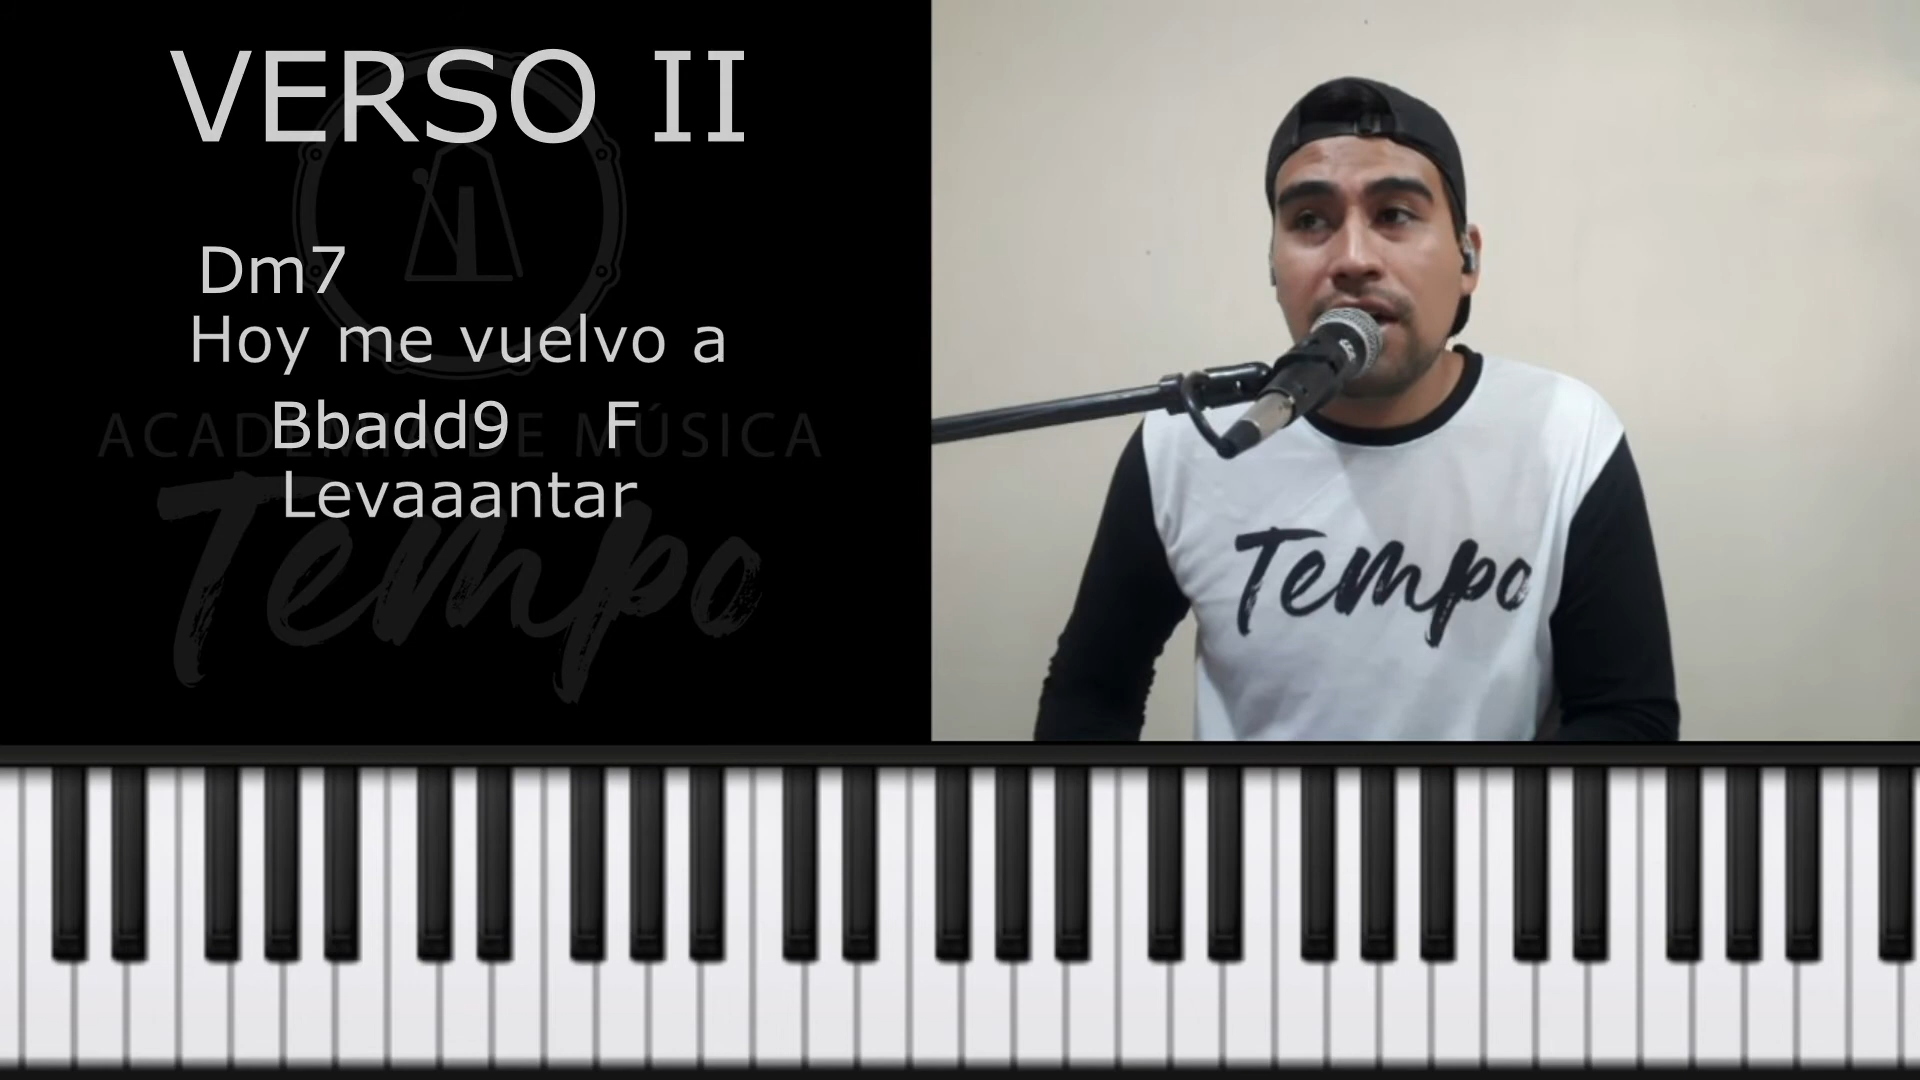 VERSO II
Dm7
Hoy me vuelvo a
Bbadd9 F
ACADEMIA DE MÚSICA
Levaaantar
Tempo
Tempo